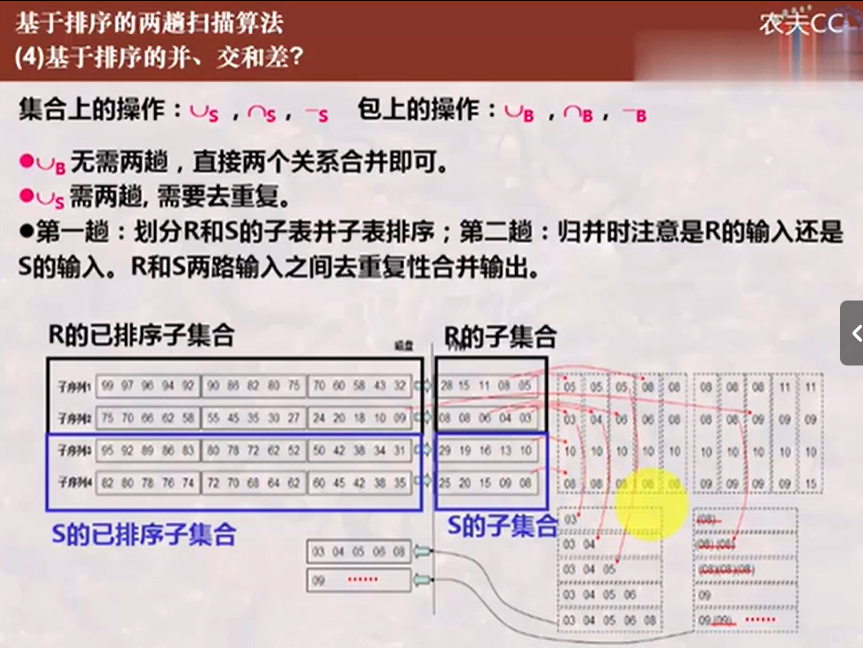 基于排序的两趟扫描算法
农夫CC
(4)基于排序的并、交和差?
集合上的操作：∪S ，∩S，−S 包上的操作：∪B ，∩B，−B
●∪B 无需两趟，直接两个关系合并即可。
●∪S 需两趟, 需要去重复。
●第一趟：划分R和S的子表并子表排序；第二趟：归并时注意是R的输入还是
S的输入。R和S两路输入之间去重复性合并输出。
R的已排序子集合
磁盘
R的子集合
子序列1 99 97 96 94 92 90 86 82 80 75 70 60 58 43 32 28 15 11 08 05 05 05 05 08 08 08 08 08 11 11
子序列2 75 70 66 62 58 55 45 35 30 27 24 20 18 10 09 08 08 06 04 03 03 04 06 06 08 08 08 09 09 09
子序列3 95 92 89 86 83 80 78 72 62 52 50 42 38 34 31 29 19 16 13 10 10 10 10 10 10 10 10 10 10 10
子序列4 82 80 78 76 74 72 70 68 64 62 60 45 42 38 35 25 20 15 09 08 08 08 08 08 08 09 09 09 09 15
S的已排序子集合
S的子集合
03 (08)
03 04 05 06 08 03 04 (08) (08)
09 •••••• 03 04 05 (08)(08)(08)
03 04 05 06 09
03 04 05 06 08 09 (09) ••••••